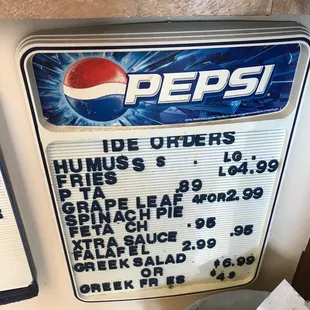 PEPSI
IDE ORDERS
HUMUSS S LG
FRIES LG4.99
P TA .89
GRAPE LEAF 4FOR2.99
SPINACH PIE
FETA CH .95
XTRA SAUCE .95
FALAFEL 2.99
GREEK SALAD $6.99
OR
GREEK FR ES $4